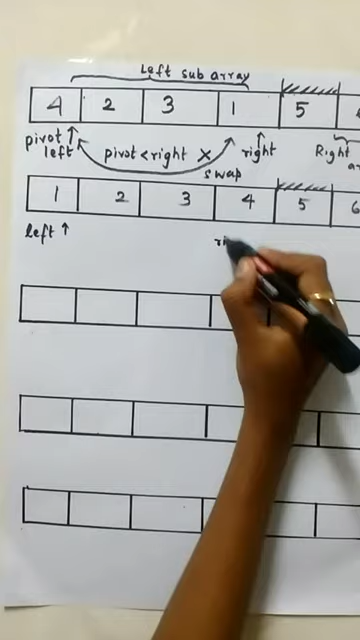 Left sub array
4 2 3 1 5
pivot left pivot < right × right Right
swap
1 2 3 4 5 6
left ↑